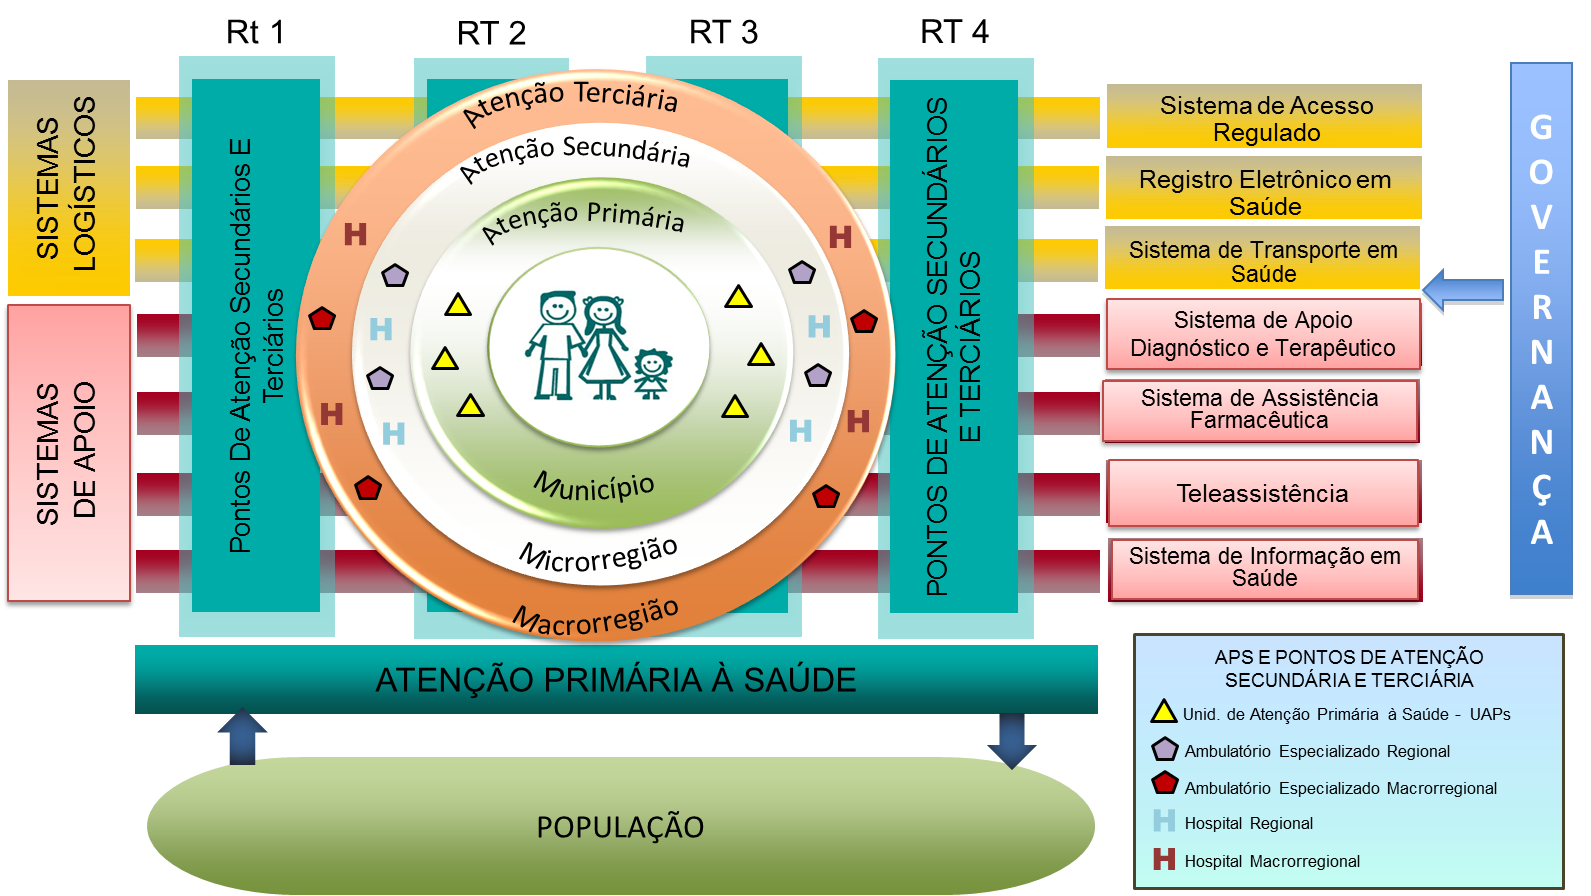 Rt 1
RT 2
RT 3
RT 4
SISTEMAS
LOGÍSTICOS
SISTEMAS
DE APOIO
Pontos De Atenção Secundários E
Terciários
Atenção Terciária
Atenção Secundária
Atenção Primária
H
H
H
H
H
H
H
H
Município
Microrregião
Macrorregião
PONTOS DE ATENÇÃO SECUNDÁRIOS
E TERCIÁRIOS
Sistema de Acesso
Regulado
Registro Eletrônico em
Saúde
Sistema de Transporte em
Saúde
Sistema de Apoio
Diagnóstico e Terapêutico
Sistema de Assistência
Farmacêutica
Teleassistência
Sistema de Informação em
Saúde
GOVERNANÇA
ATENÇÃO PRIMÁRIA À SAÚDE
POPULAÇÃO
APS E PONTOS DE ATENÇÃO
SECUNDÁRIA E TERCIÁRIA
Unid. de Atenção Primária à Saúde - UAPs
Ambulatório Especializado Regional
Ambulatório Especializado Macrorregional
H Hospital Regional
H Hospital Macrorregional